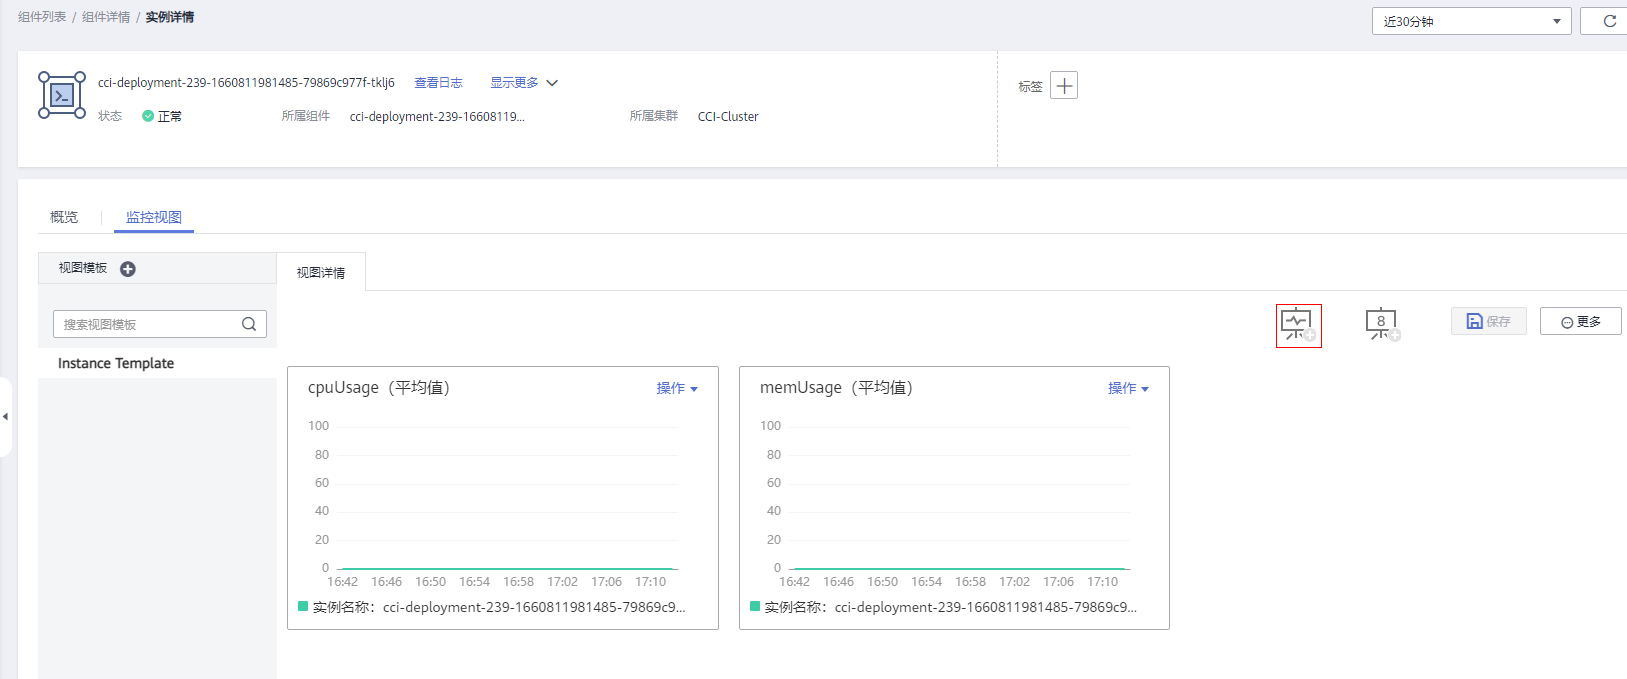 组件列表 / 组件详情 / 实例详情
近30分钟
cci-deployment-239-1660811981485-79869c977f-tklj6 查看日志 显示更多
标签
状态 正常 所属组件 cci-deployment-239-16608119... 所属集群 CCI-Cluster
概览 监控视图
视图模板
视图详情
搜索视图模板
8
保存
更多
Instance Template
cpuUsage（平均值） 操作
100
80
60
40
20
0
16:42 16:46 16:50 16:54 16:58 17:02 17:06 17:10
实例名称：cci-deployment-239-1660811981485-79869c9...
memUsage（平均值） 操作
100
80
60
40
20
0
16:42 16:46 16:50 16:54 16:58 17:02 17:06 17:10
实例名称：cci-deployment-239-1660811981485-79869c9...